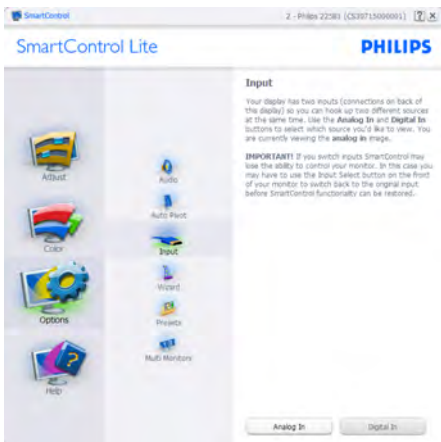 SmartControl
2 - Philips 225B1 (CS30715000001)
SmartControl Lite
PHILIPS
Adjust
Color
Options
Help
Audio
Auto Pivot
Input
Wizard
Presets
Multi Monitors
Input
Your display has two inputs (connections on back of
this display) so you can hook up two different sources
at the same time. Use the Analog In and Digital In
buttons to select which source you'd like to view. You
are currently viewing the analog in image.
IMPORTANT! If you switch inputs SmartControl may
lose the ability to control your monitor. In this case you
may have to use the Input Select button on the front
of your monitor to switch back to the original input
before SmartControl functionality can be restored.
Analog In
Digital In